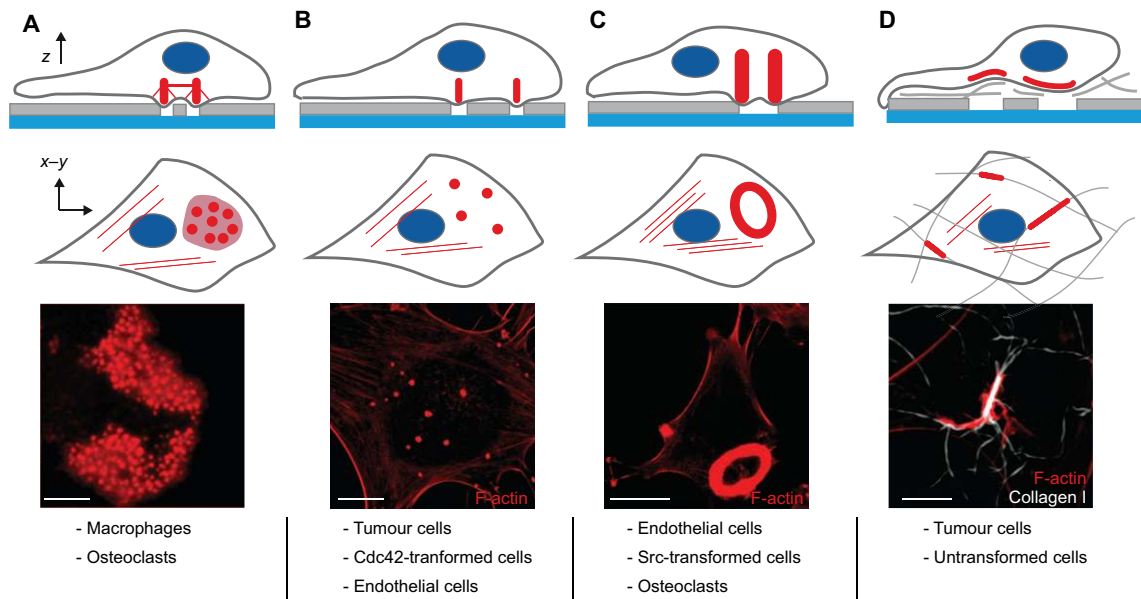 A
B
C
D
z
x–y
F-actin
F-actin
F-actin
Collagen I
- Macrophages
- Osteoclasts
- Tumour cells
- Cdc42-tranformed cells
- Endothelial cells
- Endothelial cells
- Src-transformed cells
- Osteoclasts
- Tumour cells
- Untransformed cells